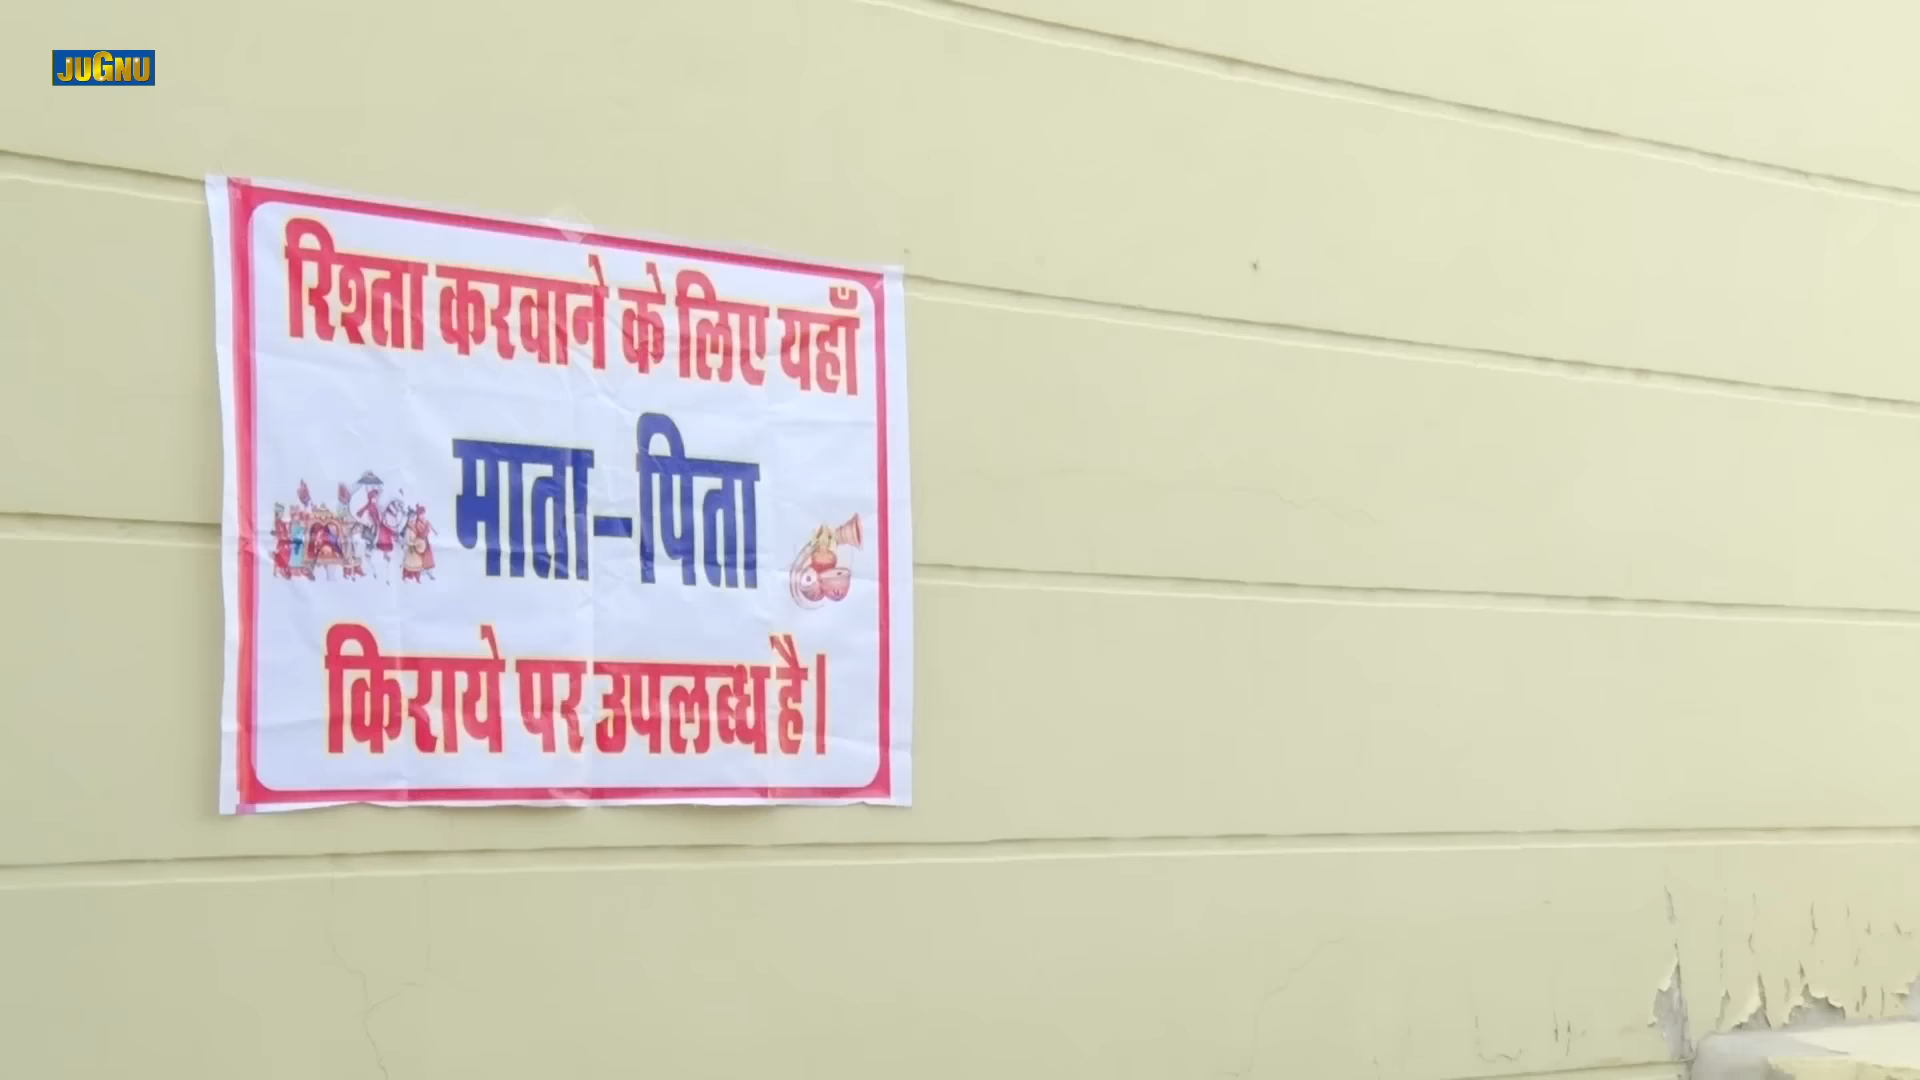 JUGNU
रिश्ता करवाने के लिए यहाँ
माता-पिता
किराये पर उपलब्ध है।